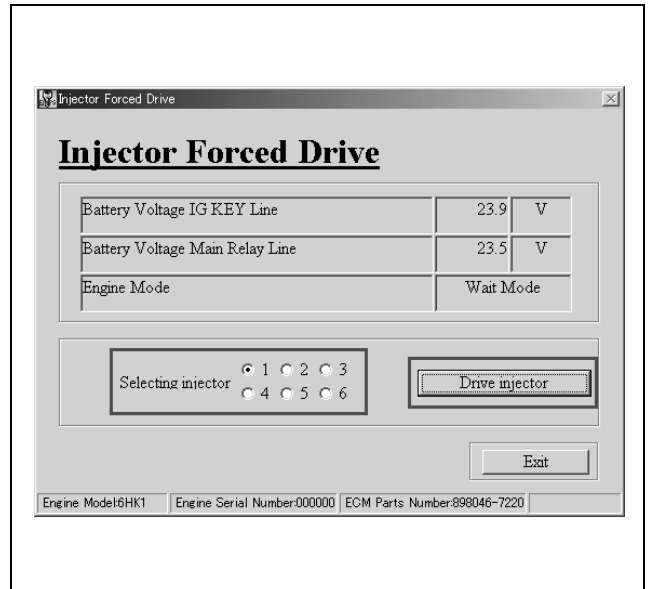 Injector Forced Drive
Injector Forced Drive
Battery Voltage IG KEY Line 23.9 V
Battery Voltage Main Relay Line 23.5 V
Engine Mode Wait Mode
Selecting injector 1 2 3
4 5 6
Drive injector
Exit
Engine Model:6HK1 Engine Serial Number:000000 ECM Parts Number:898046-7220